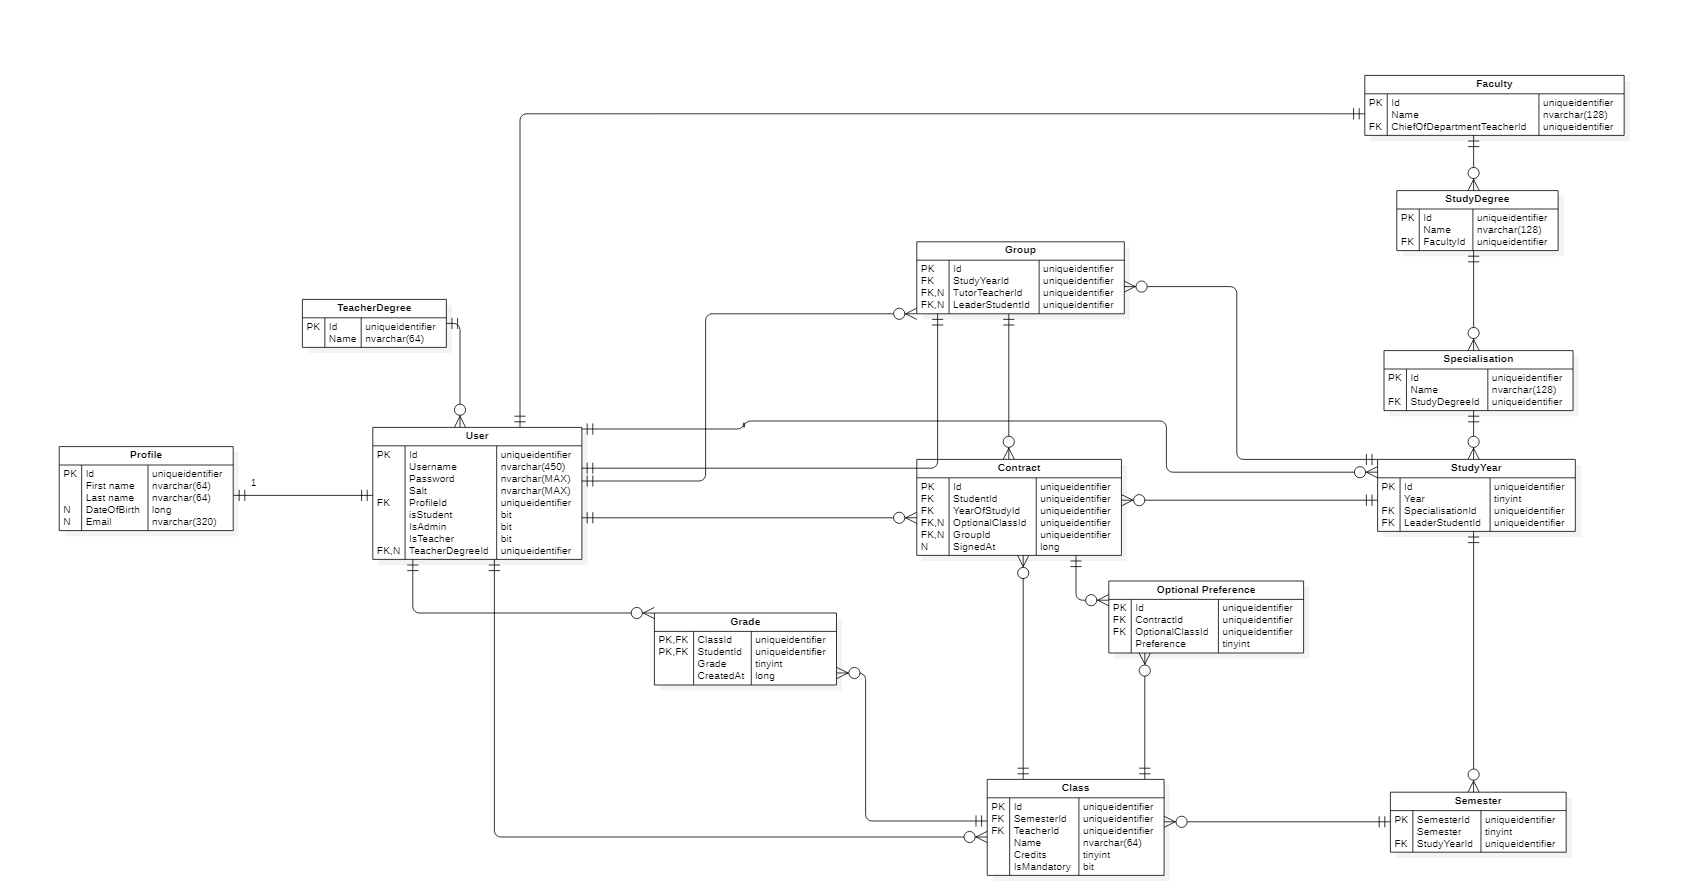 Faculty
PK Id uniqueidentifier
Name nvarchar(128)
FK ChiefOfDepartmentTeacherId uniqueidentifier
StudyDegree
PK Id uniqueidentifier
Name nvarchar(128)
FK FacultyId uniqueidentifier
Group
PK Id uniqueidentifier
FK StudyYearId uniqueidentifier
FK,N TutorTeacherId uniqueidentifier
FK,N LeaderStudentId uniqueidentifier
TeacherDegree
PK Id uniqueidentifier
Name nvarchar(64)
Specialisation
PK Id uniqueidentifier
Name nvarchar(128)
FK StudyDegreeId uniqueidentifier
User
PK Id uniqueidentifier
Username nvarchar(450)
Password nvarchar(MAX)
Salt nvarchar(MAX)
FK ProfileId uniqueidentifier
isStudent bit
IsAdmin bit
IsTeacher bit
FK,N TeacherDegreeId uniqueidentifier
Profile
PK Id uniqueidentifier
First name nvarchar(64)
Last name nvarchar(64)
N DateOfBirth long
N Email nvarchar(320)
1
Contract
PK Id uniqueidentifier
FK StudentId uniqueidentifier
FK YearOfStudyId uniqueidentifier
FK,N OptionalClassId uniqueidentifier
FK,N GroupId uniqueidentifier
N SignedAt long
StudyYear
PK Id uniqueidentifier
Year tinyint
FK SpecialisationId uniqueidentifier
FK LeaderStudentId uniqueidentifier
Optional Preference
PK Id uniqueidentifier
FK ContractId uniqueidentifier
FK OptionalClassId uniqueidentifier
Preference tinyint
Grade
PK,FK ClassId uniqueidentifier
PK,FK StudentId uniqueidentifier
Grade tinyint
CreatedAt long
Class
PK Id uniqueidentifier
FK SemesterId uniqueidentifier
FK TeacherId uniqueidentifier
Name nvarchar(64)
Credits tinyint
IsMandatory bit
Semester
PK SemesterId uniqueidentifier
Semester tinyint
FK StudyYearId uniqueidentifier